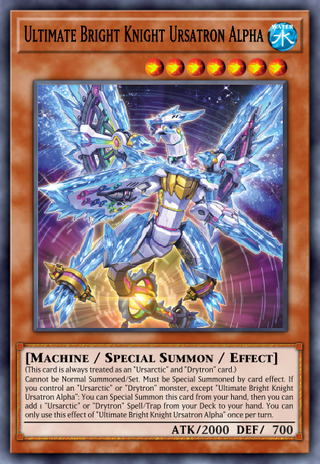 ULTIMATE BRIGHT KNIGHT URSATRON ALPHA
WATER
水
[MACHINE / SPECIAL SUMMON / EFFECT]
(This card is always treated as an "Ursarctic" and "Drytron" card.)
Cannot be Normal Summoned/Set. Must be Special Summoned by card effect. If
you control an "Ursarctic" or "Drytron" monster, except "Ultimate Bright Knight
Ursatron Alpha": You can Special Summon this card from your hand, then you can
add 1 "Ursarctic" or "Drytron" Spell/Trap from your Deck to your hand. You can
only use this effect of "Ultimate Bright Knight Ursatron Alpha" once per turn.
ATK/2000 DEF/ 700